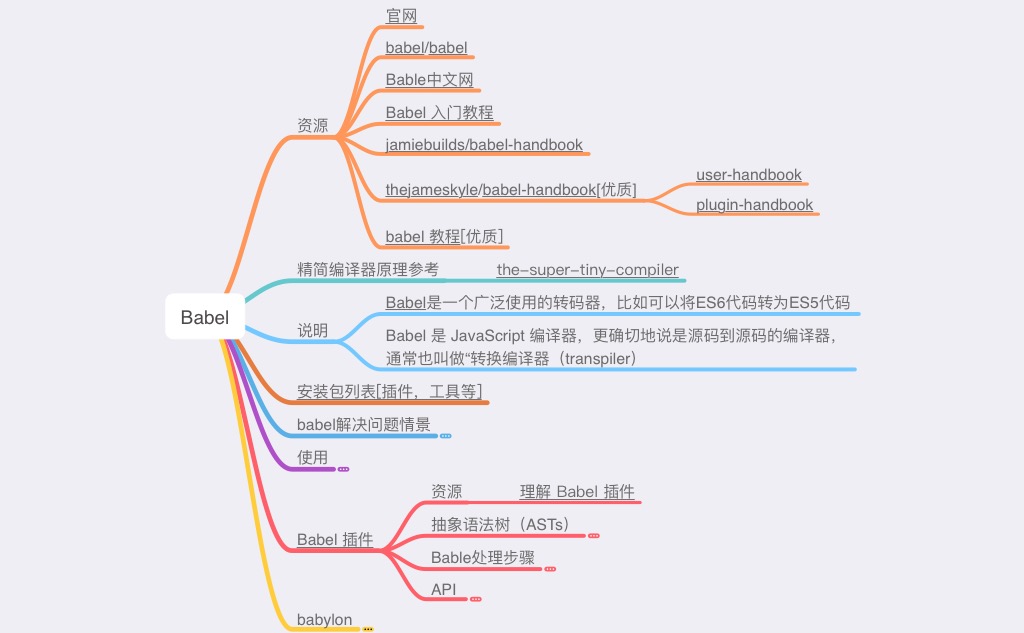 官网
babel/babel
Bable中文网
Babel 入门教程
资源
jamiebuilds/babel-handbook
user-handbook
thejameskyle/babel-handbook[优质]
plugin-handbook
babel 教程[优质]
精简编译器原理参考
the-super-tiny-compiler
Babel是一个广泛使用的转码器，比如可以将ES6代码转为ES5代码
Babel
说明
Babel 是 JavaScript 编译器，更确切地说是源码到源码的编译器，
通常也叫做“转换编译器（transpiler）
安装包列表[插件，工具等]
babel解决问题情景
使用
资源
理解 Babel 插件
抽象语法树（ASTs）
Babel 插件
Bable处理步骤
API
babylon